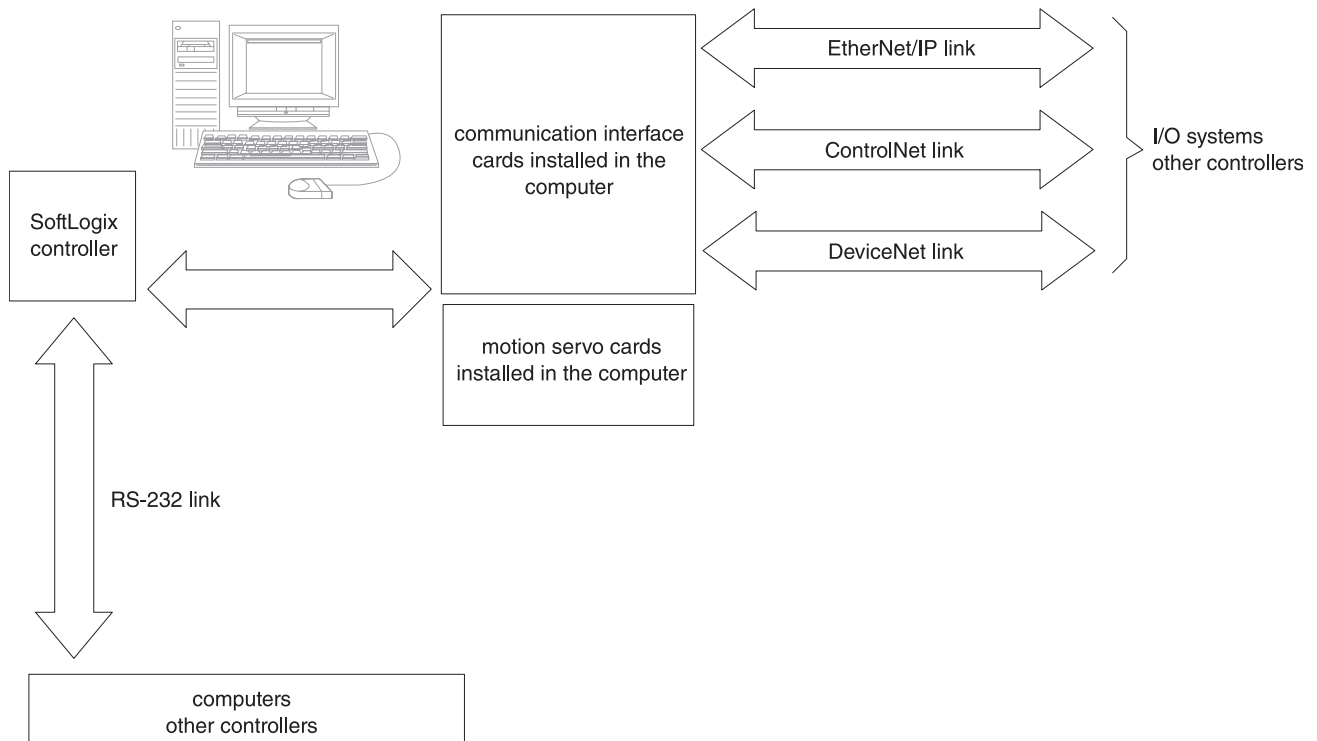 EtherNet/IP link
communication interface
cards installed in the
computer
ControlNet link
I/O systems
other controllers
SoftLogix
controller
DeviceNet link
motion servo cards
installed in the computer
RS-232 link
computers
other controllers